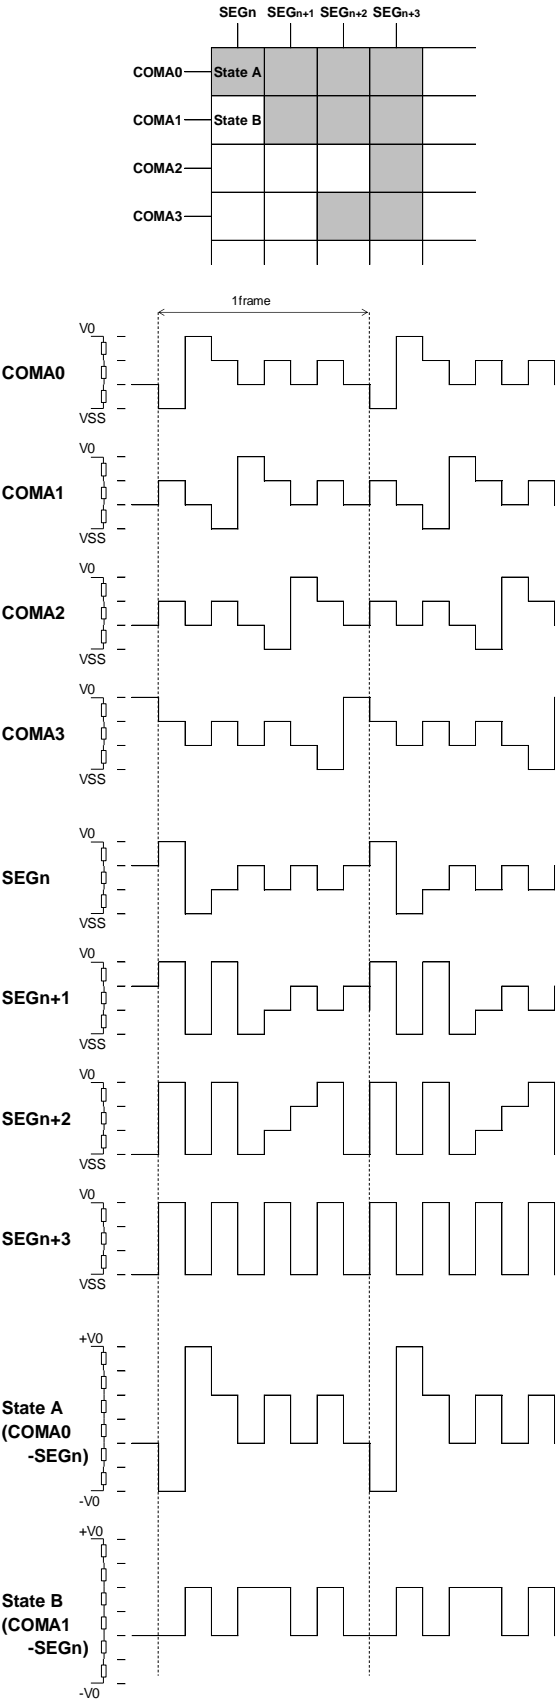 SEGn SEGn+1 SEGn+2 SEGn+3
COMA0 State A
COMA1 State B
COMA2
COMA3
1frame
V0
COMA0
VSS
V0
COMA1
VSS
V0
COMA2
VSS
V0
COMA3
VSS
V0
SEGn
VSS
V0
SEGn+1
VSS
V0
SEGn+2
VSS
V0
SEGn+3
VSS
+V0
State A
(COMA0
-SEGn)
-V0
+V0
State B
(COMA1
-SEGn)
-V0